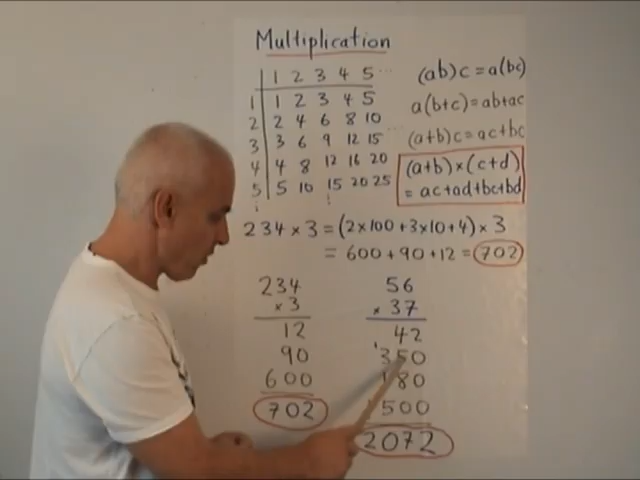 Multiplication
1 2 3 4 5 ...
1 1 2 3 4 5
2 2 4 6 8 10
3 3 6 9 12 15 ...
4 4 8 12 16 20
5 5 10 15 20 25
(ab)c = a(bc)
a(b+c) = ab+ac
(a+b)c = ac+bc
(a+b)×(c+d)
= ac+ad+bc+bd
234 × 3 = (2×100+3×10+4) × 3
= 600+90+12 = 702
234
× 3
12
90
600
702
56
× 37
42
350
180
1500
2072